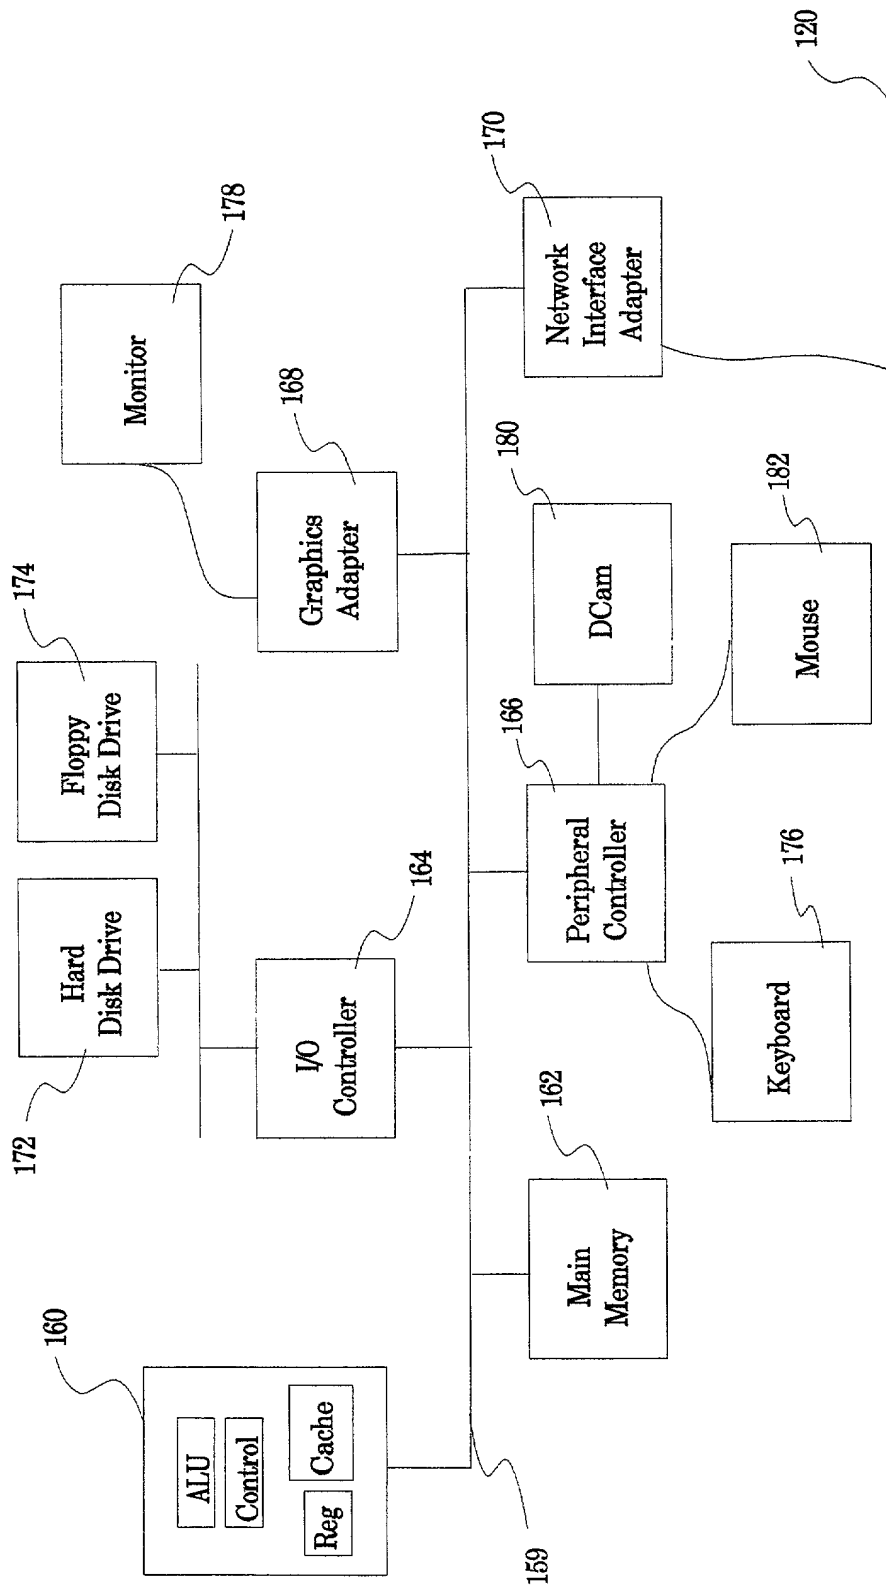 160
ALU
Control
Reg
Cache
159
172
Hard
Disk Drive
Floppy
Disk Drive
174
I/O
Controller
164
Monitor
178
Graphics
Adapter
168
Main
Memory
162
Peripheral
Controller
166
DCam
180
Network
Interface
Adapter
170
Keyboard
176
Mouse
182
120